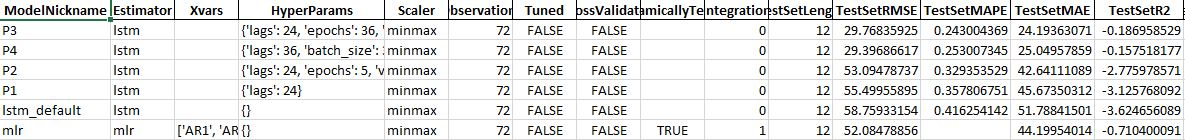 ModelNickname Estimator Xvars HyperParams Scaler bservation Tuned ossValidat amicallyTe ntegration estSetLeng TestSetRMSE TestSetMAPE TestSetMAE TestSetR2
P3 lstm {'lags': 24, 'epochs': 36, ' minmax 72 FALSE FALSE 0 12 29.76835925 0.243004369 24.19363071 -0.186958529
P4 lstm {'lags': 36, 'batch_size': minmax 72 FALSE FALSE 0 12 29.39686617 0.253007345 25.04957859 -0.157518177
P2 lstm {'lags': 24, 'epochs': 5, 'v minmax 72 FALSE FALSE 0 12 53.09478737 0.329353529 42.64111089 -2.775978571
P1 lstm {'lags': 24} minmax 72 FALSE FALSE 0 12 55.49955895 0.357806751 45.67350312 -3.125768092
lstm_default lstm {} minmax 72 FALSE FALSE 0 12 58.75933154 0.416254142 51.78841501 -3.624656089
mlr mlr ['AR1', 'AR {} minmax 72 FALSE FALSE TRUE 1 12 52.08478856 44.19954014 -0.710400091